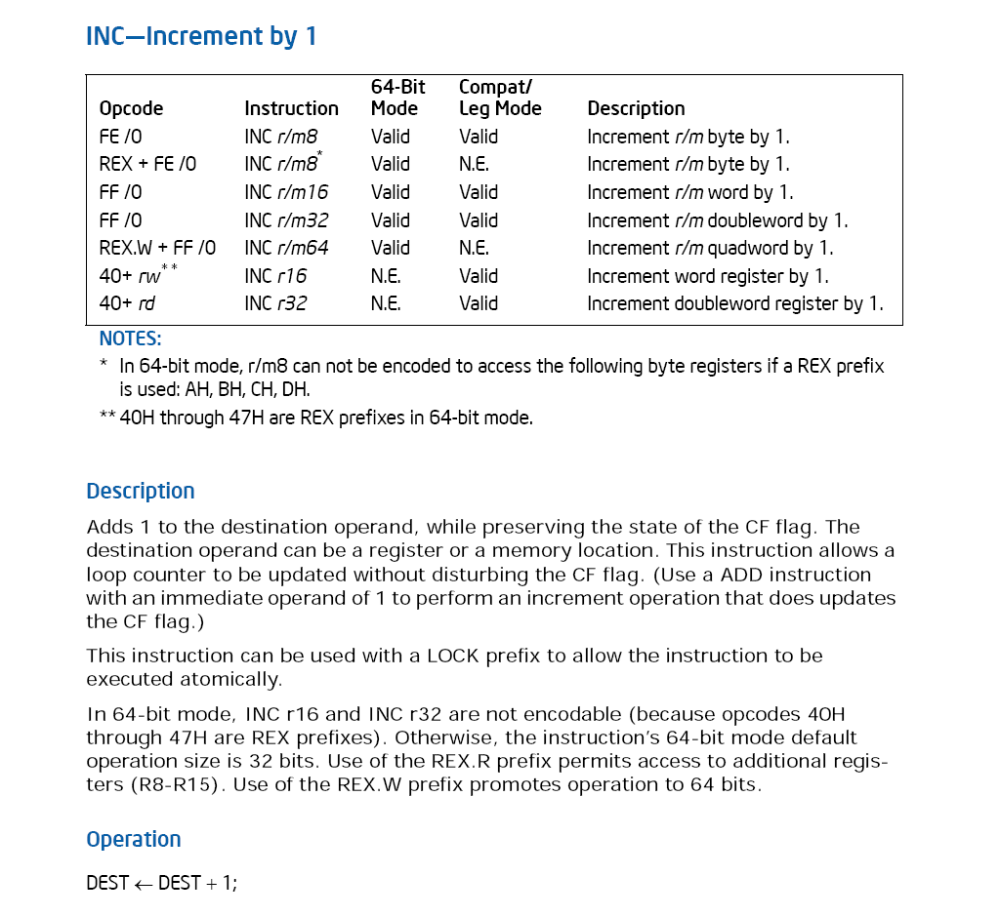 INC—Increment by 1
64-Bit Compat/
Opcode Instruction Mode Leg Mode Description
FE /0 INC r/m8 Valid Valid Increment r/m byte by 1.
REX + FE /0 INC r/m8* Valid N.E. Increment r/m byte by 1.
FF /0 INC r/m16 Valid Valid Increment r/m word by 1.
FF /0 INC r/m32 Valid Valid Increment r/m doubleword by 1.
REX.W + FF /0 INC r/m64 Valid N.E. Increment r/m quadword by 1.
40+ rw** INC r16 N.E. Valid Increment word register by 1.
40+ rd INC r32 N.E. Valid Increment doubleword register by 1.
NOTES:
* In 64-bit mode, r/m8 can not be encoded to access the following byte registers if a REX prefix
is used: AH, BH, CH, DH.
** 40H through 47H are REX prefixes in 64-bit mode.
Description
Adds 1 to the destination operand, while preserving the state of the CF flag. The
destination operand can be a register or a memory location. This instruction allows a
loop counter to be updated without disturbing the CF flag. (Use a ADD instruction
with an immediate operand of 1 to perform an increment operation that does updates
the CF flag.)
This instruction can be used with a LOCK prefix to allow the instruction to be
executed atomically.
In 64-bit mode, INC r16 and INC r32 are not encodable (because opcodes 40H
through 47H are REX prefixes). Otherwise, the instruction's 64-bit mode default
operation size is 32 bits. Use of the REX.R prefix permits access to additional regis-
ters (R8-R15). Use of the REX.W prefix promotes operation to 64 bits.
Operation
DEST ← DEST + 1;